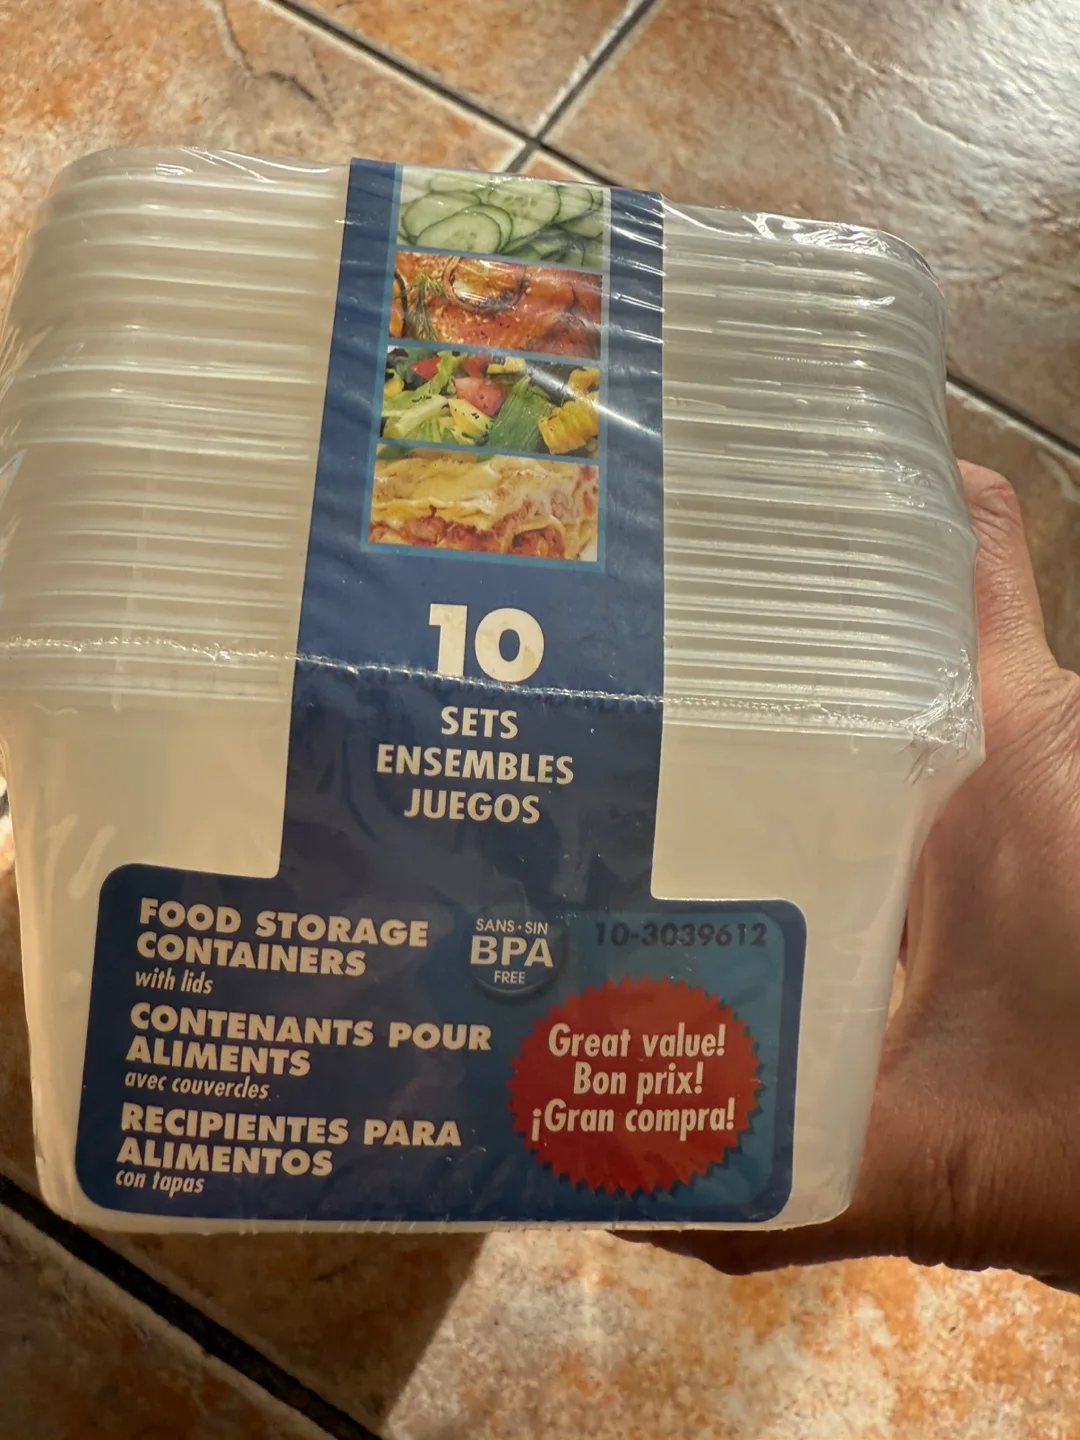 10
SETS
ENSEMBLES
JUEGOS
FOOD STORAGE
CONTAINERS
with lids
CONTENANTS POUR
ALIMENTS
avec couvercles
RECIPIENTES PARA
ALIMENTOS
con tapas
SANS • SIN
BPA
FREE
10-3039612
Great value!
Bon prix!
¡Gran compra!